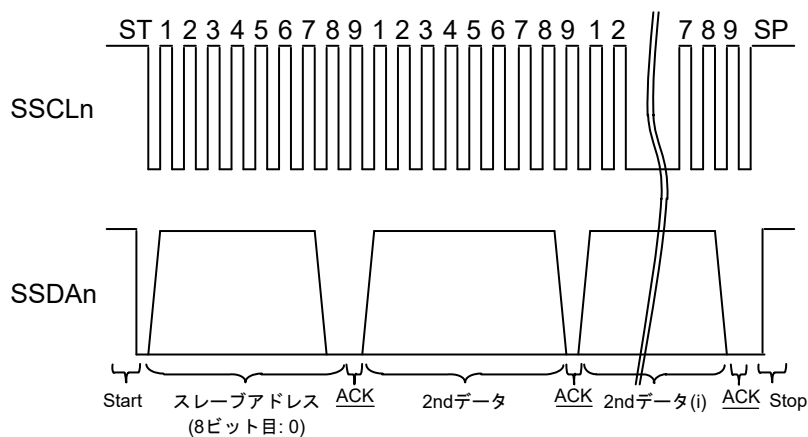 ST 1 2 3 4 5 6 7 8 9 1 2 3 4 5 6 7 8 9 1 2 7 8 9 SP
SSCLn
SSDAn
Start スレーブアドレス ACK 2ndデータ ACK 2ndデータ(i) ACK Stop
(8ビット目: 0)